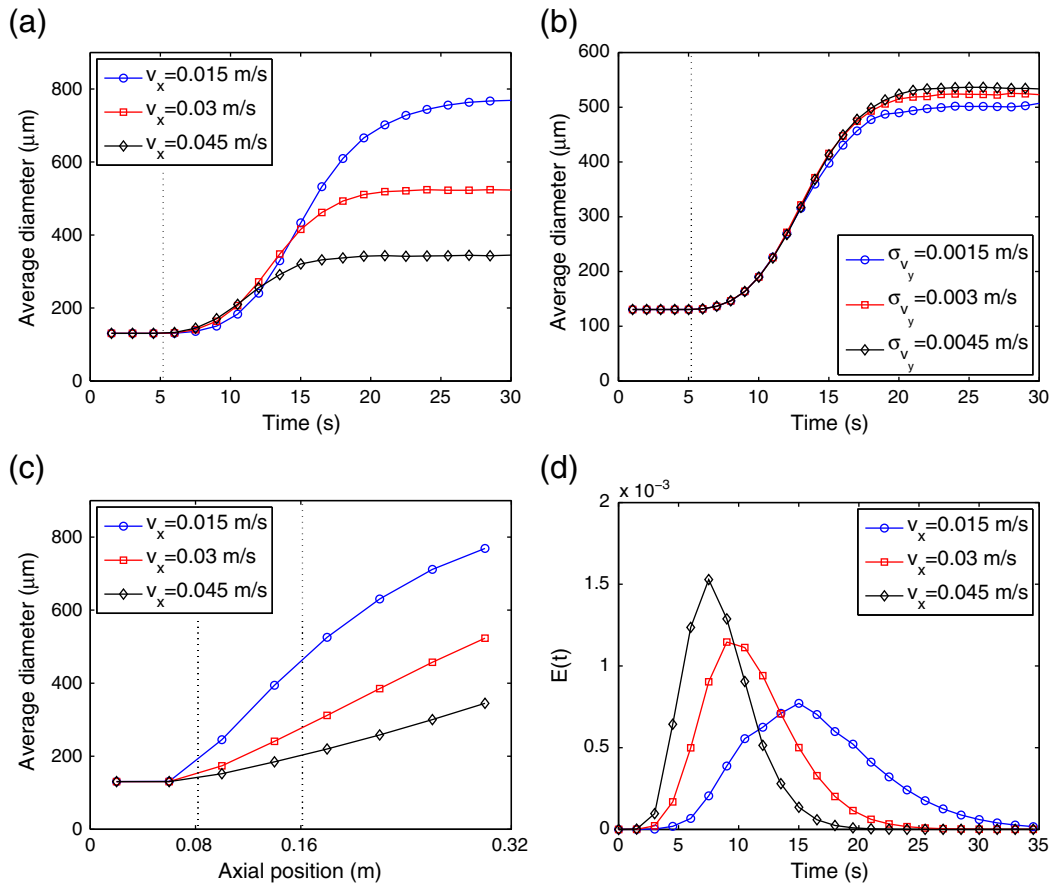 (a)
v_x=0.015 m/s
v_x=0.03 m/s
v_x=0.045 m/s
Average diameter (μm)
800
600
400
200
0
0 5 10 15 20 25 30
Time (s)
(b)
σ_v_y=0.0015 m/s
σ_v_y=0.003 m/s
σ_v_y=0.0045 m/s
Average diameter (μm)
600
500
400
300
200
100
0
0 5 10 15 20 25 30
Time (s)
(c)
v_x=0.015 m/s
v_x=0.03 m/s
v_x=0.045 m/s
Average diameter (μm)
800
600
400
200
0
0 0.08 0.16 0.32
Axial position (m)
(d)
x 10⁻³
v_x=0.015 m/s
v_x=0.03 m/s
v_x=0.045 m/s
E(t)
2
1.5
1
0.5
0
0 5 10 15 20 25 30 35
Time (s)